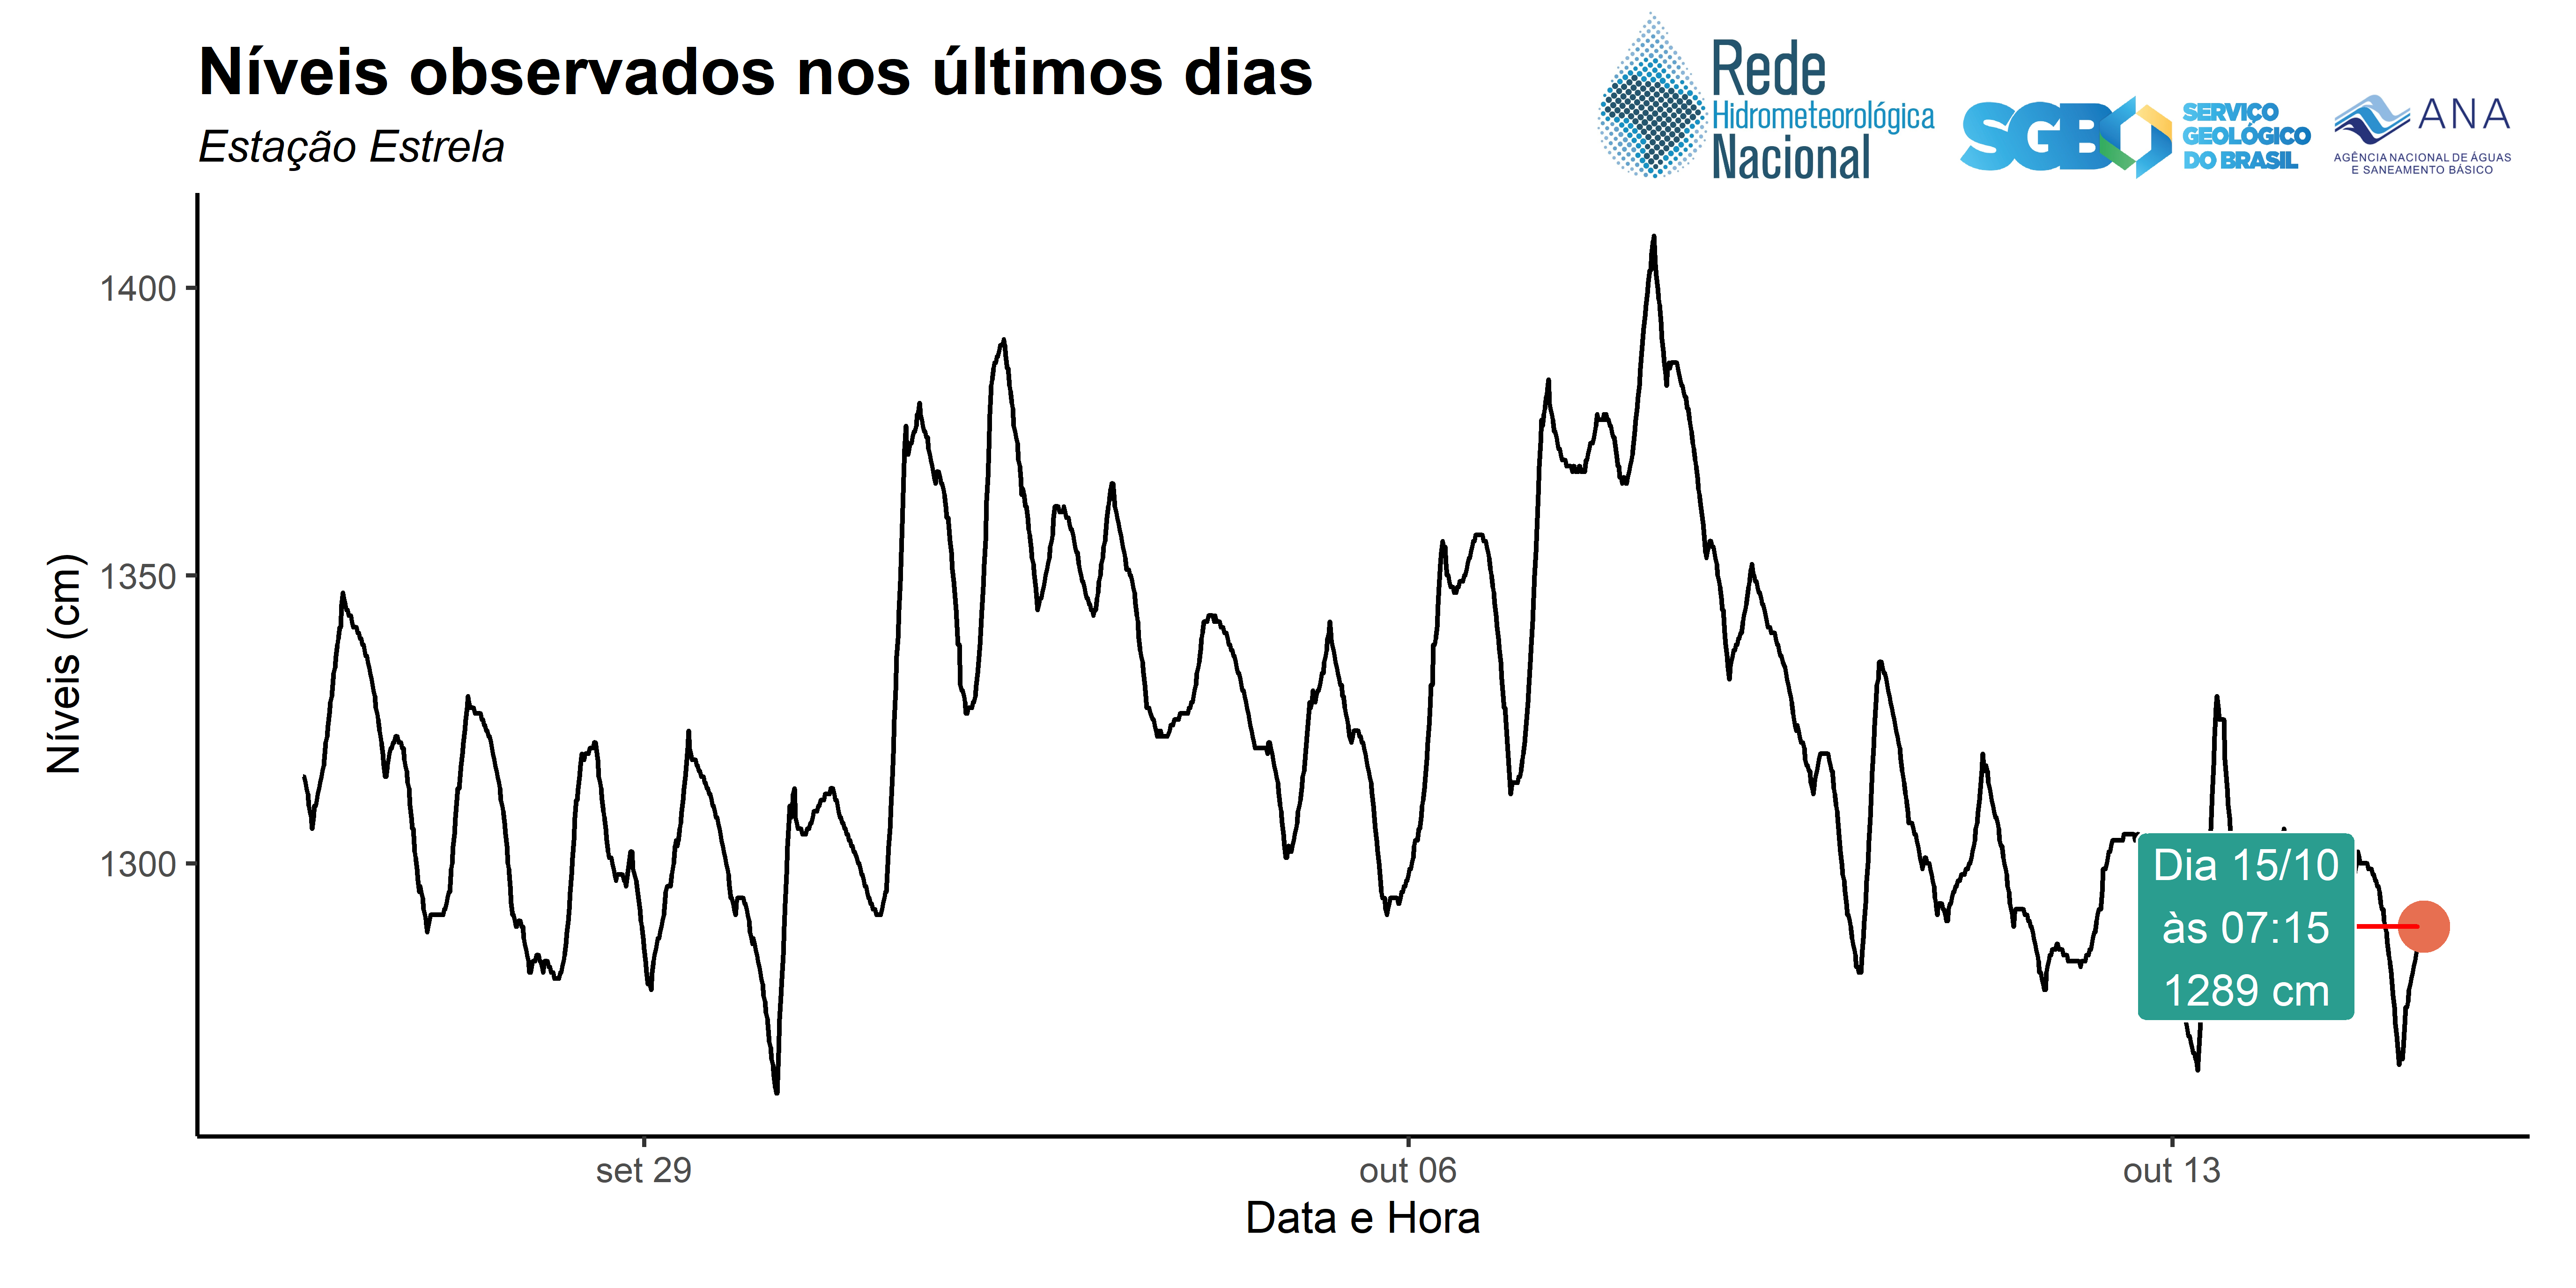 Níveis observados nos últimos dias
Estação Estrela
Rede
Hidrometeorológica
Nacional
SGB
SERVIÇO
GEOLÓGICO
DO BRASIL
ANA
AGÊNCIA NACIONAL DE ÁGUAS
E SANEAMENTO BÁSICO
Níveis (cm)
1400
1350
1300
Dia 15/10
às 07:15
1289 cm
set 29
out 06
out 13
Data e Hora